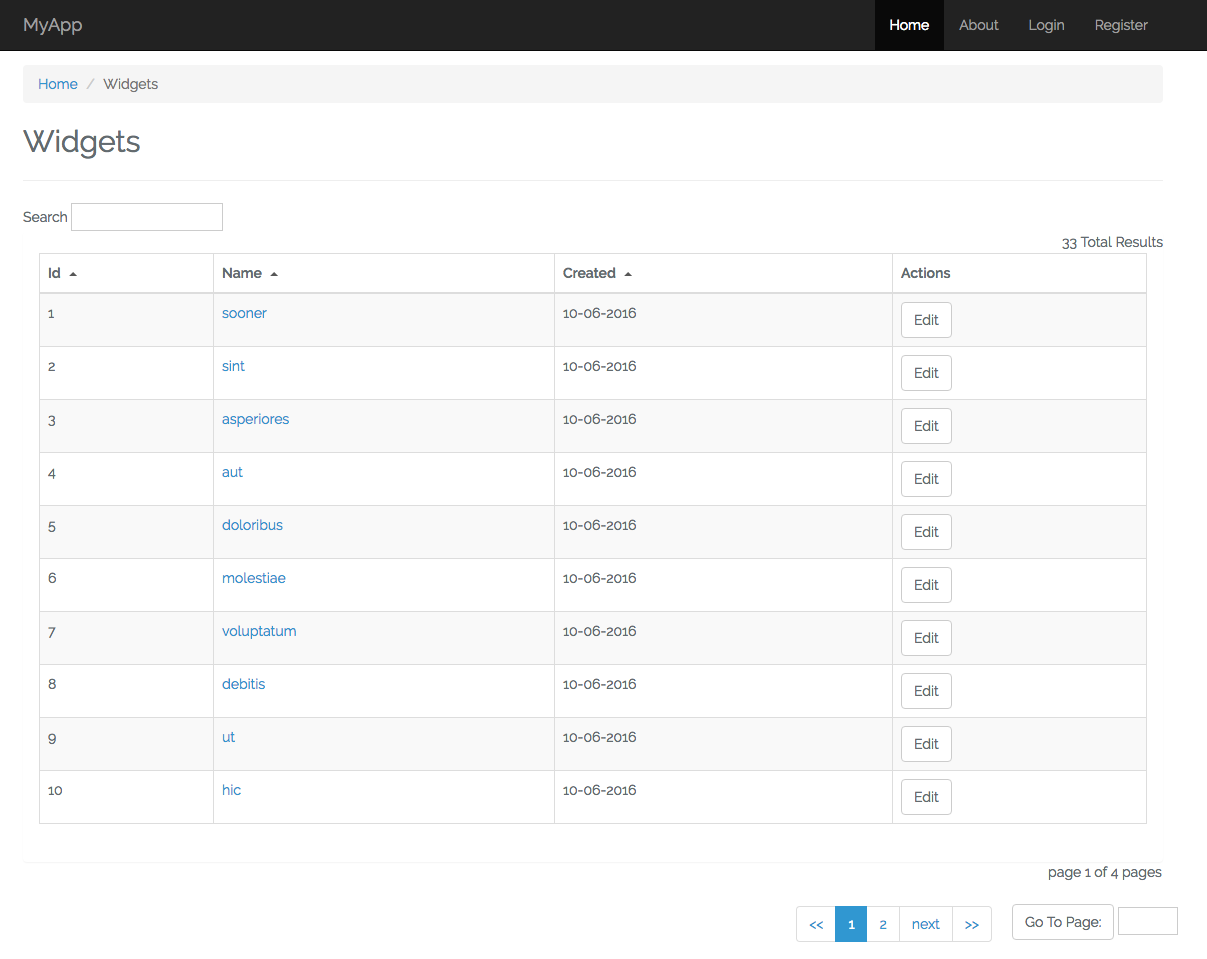 MyApp Home About Login Register
Home / Widgets
Widgets
Search
33 Total Results
Id Name Created Actions
1 sooner 10-06-2016 Edit
2 sint 10-06-2016 Edit
3 asperiores 10-06-2016 Edit
4 aut 10-06-2016 Edit
5 doloribus 10-06-2016 Edit
6 molestiae 10-06-2016 Edit
7 voluptatum 10-06-2016 Edit
8 debitis 10-06-2016 Edit
9 ut 10-06-2016 Edit
10 hic 10-06-2016 Edit
page 1 of 4 pages
<< 1 2 next >> Go To Page: